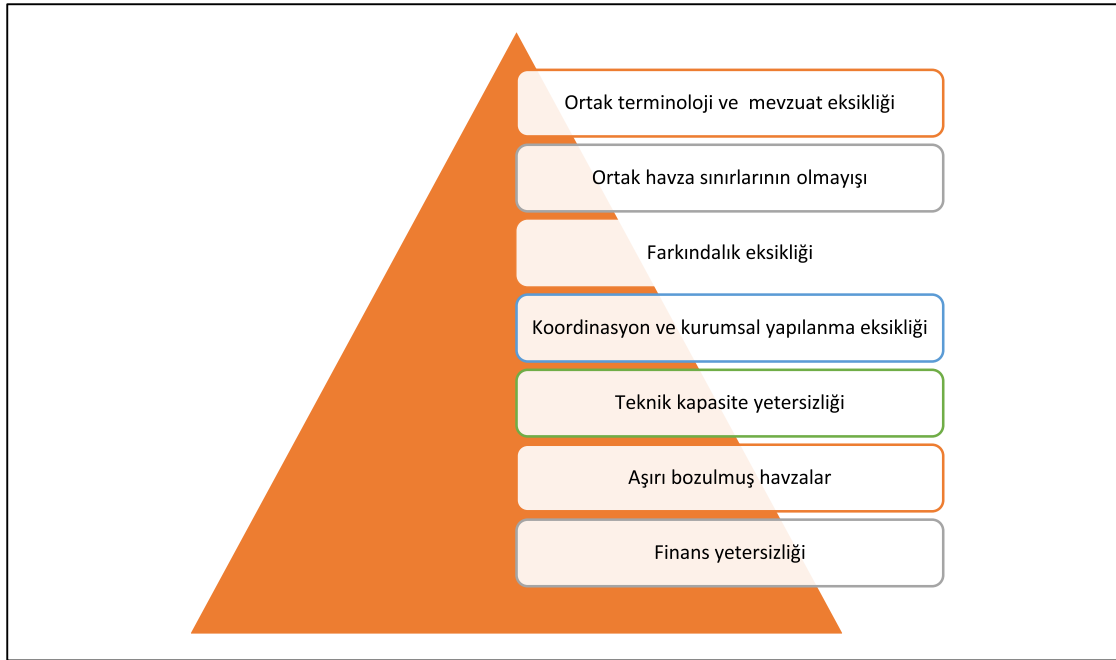 Ortak terminoloji ve  mevzuat eksikliği
Ortak havza sınırlarının olmayışı
Farkındalık eksikliği
Koordinasyon ve kurumsal yapılanma eksikliği
Teknik kapasite yetersizliği
Aşırı bozulmuş havzalar
Finans yetersizliği